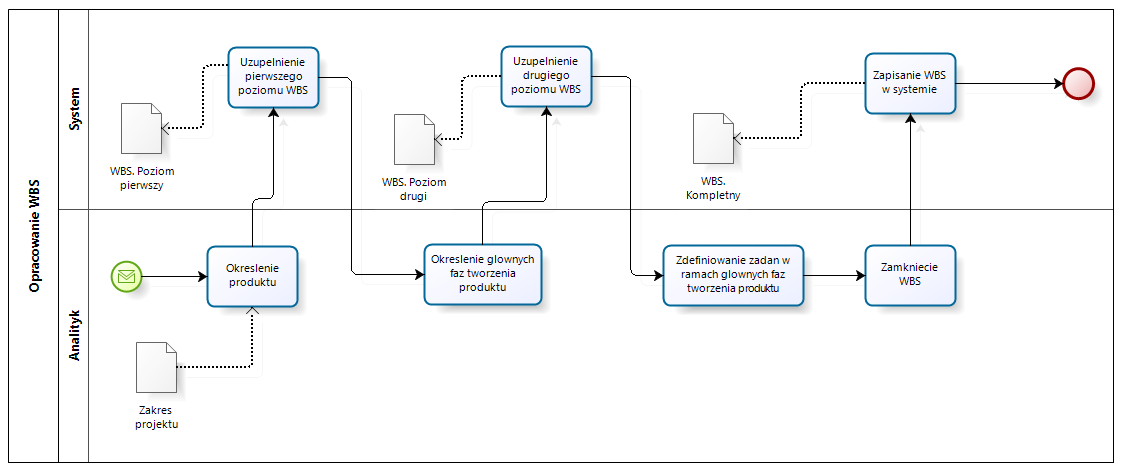 Opracowanie WBS
System
Uzupelnienie
pierwszego
poziomu WBS
WBS. Poziom
pierwszy
Uzupelnienie
drugiego
poziomu WBS
WBS. Poziom
drugi
Zapisanie WBS
w systemie
WBS.
Kompletny
Analityk
Okreslenie
produktu
Zakres
projektu
Okreslenie glownych
faz tworzenia
produktu
Zdefiniowanie zadan w
ramach glownych faz
tworzenia produktu
Zamkniecie
WBS